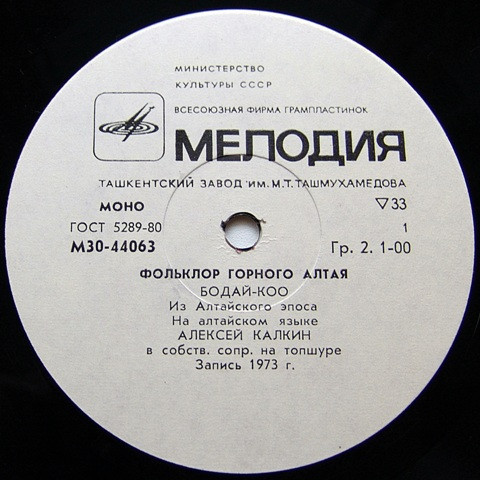 МИНИСТЕРСТВО
КУЛЬТУРЫ СССР
ВСЕСОЮЗНАЯ ФИРМА ГРАМПЛАСТИНОК
МЕЛОДИЯ
ТАШКЕНТСКИЙ ЗАВОД ИМ. М.Т. ТАШМУХАМЕДОВА
МОНО ▽33
ГОСТ 5289-80 1
М30-44063 Гр. 2. 1-00
ФОЛЬКЛОР ГОРНОГО АЛТАЯ
БОДАЙ-КОО
Из Алтайского эпоса
На алтайском языке
АЛЕКСЕЙ КАЛКИН
в собств. сопр. на топшуре
Запись 1973 г.